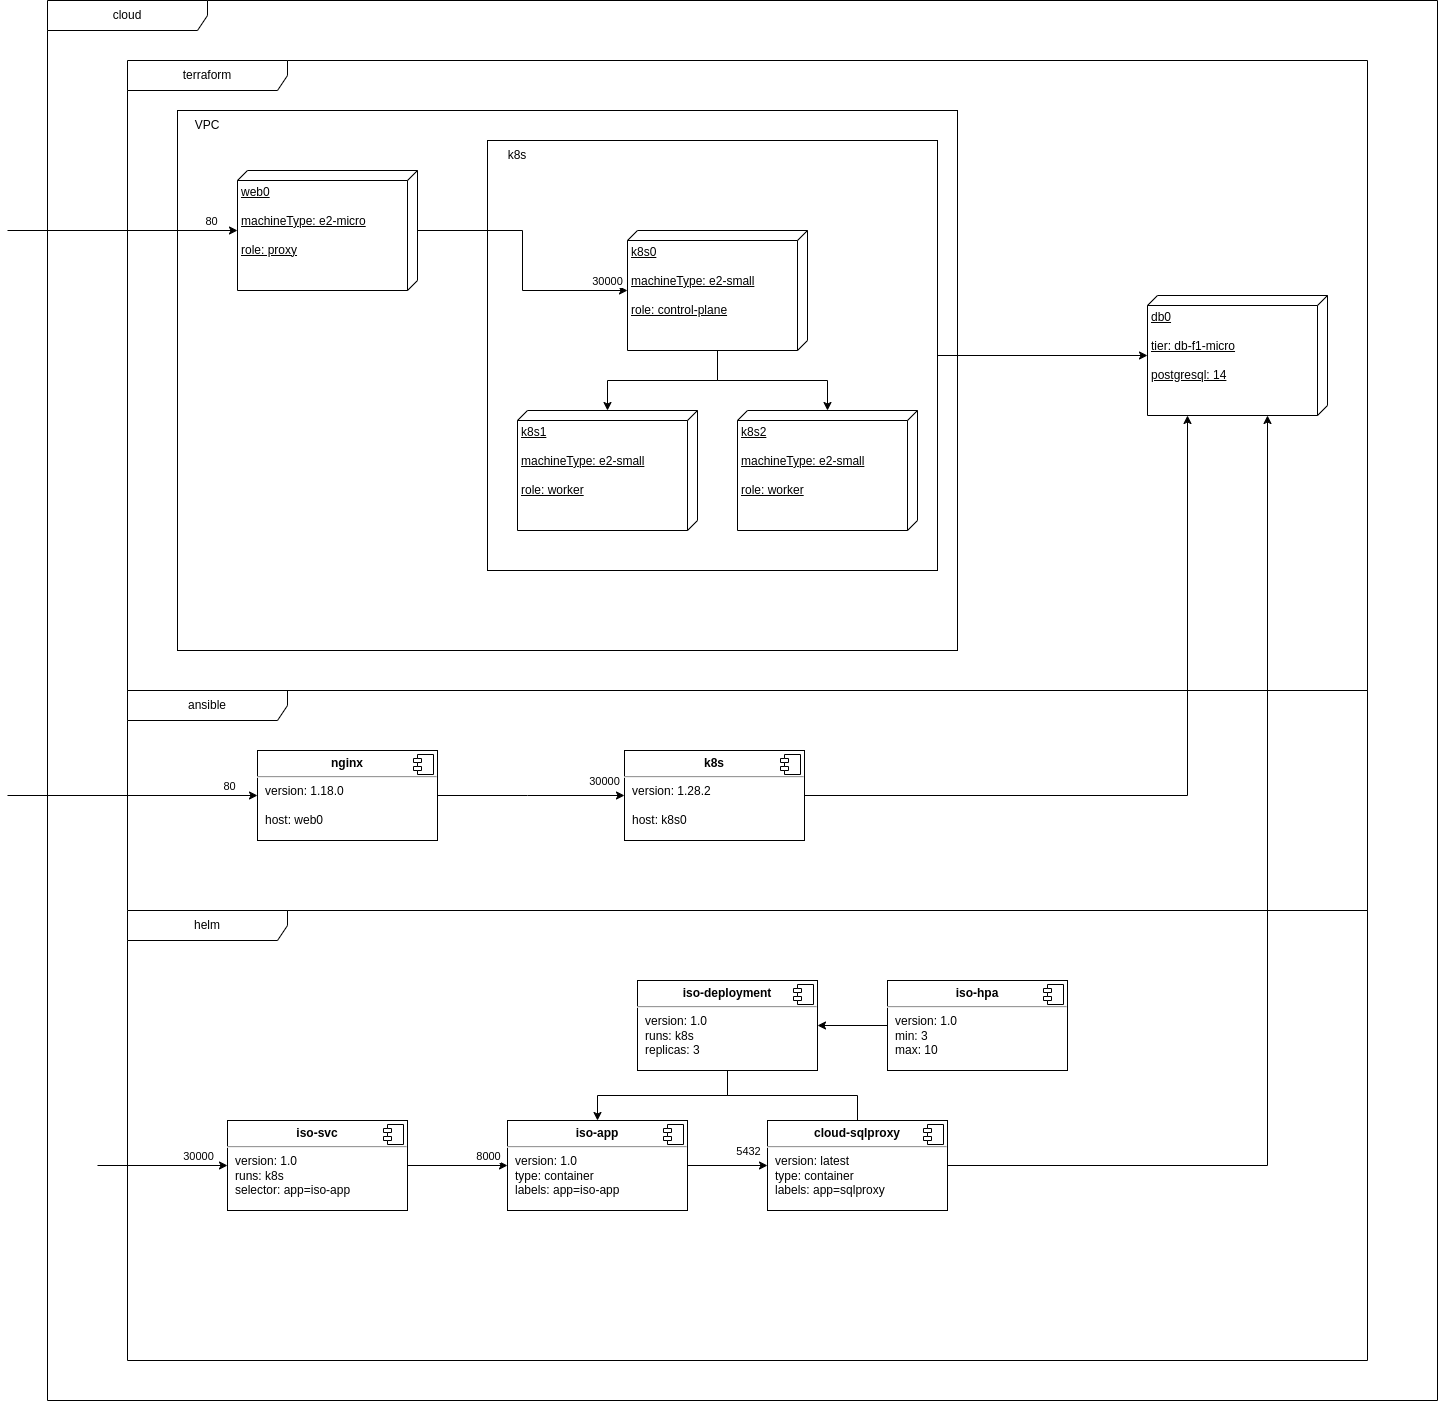 cloud
terraform
VPC
k8s
web0
80
machineType: e2-micro
role: proxy
k8s0
30000
machineType: e2-small
role: control-plane
db0
tier: db-f1-micro
postgresql: 14
k8s1
machineType: e2-small
role: worker
k8s2
machineType: e2-small
role: worker
ansible
80
nginx
version: 1.18.0
host: web0
30000
k8s
version: 1.28.2
host: k8s0
helm
iso-deployment
version: 1.0
runs: k8s
replicas: 3
iso-hpa
version: 1.0
min: 3
max: 10
30000
iso-svc
version: 1.0
runs: k8s
selector: app=iso-app
8000
iso-app
version: 1.0
type: container
labels: app=iso-app
5432
cloud-sqlproxy
version: latest
type: container
labels: app=sqlproxy